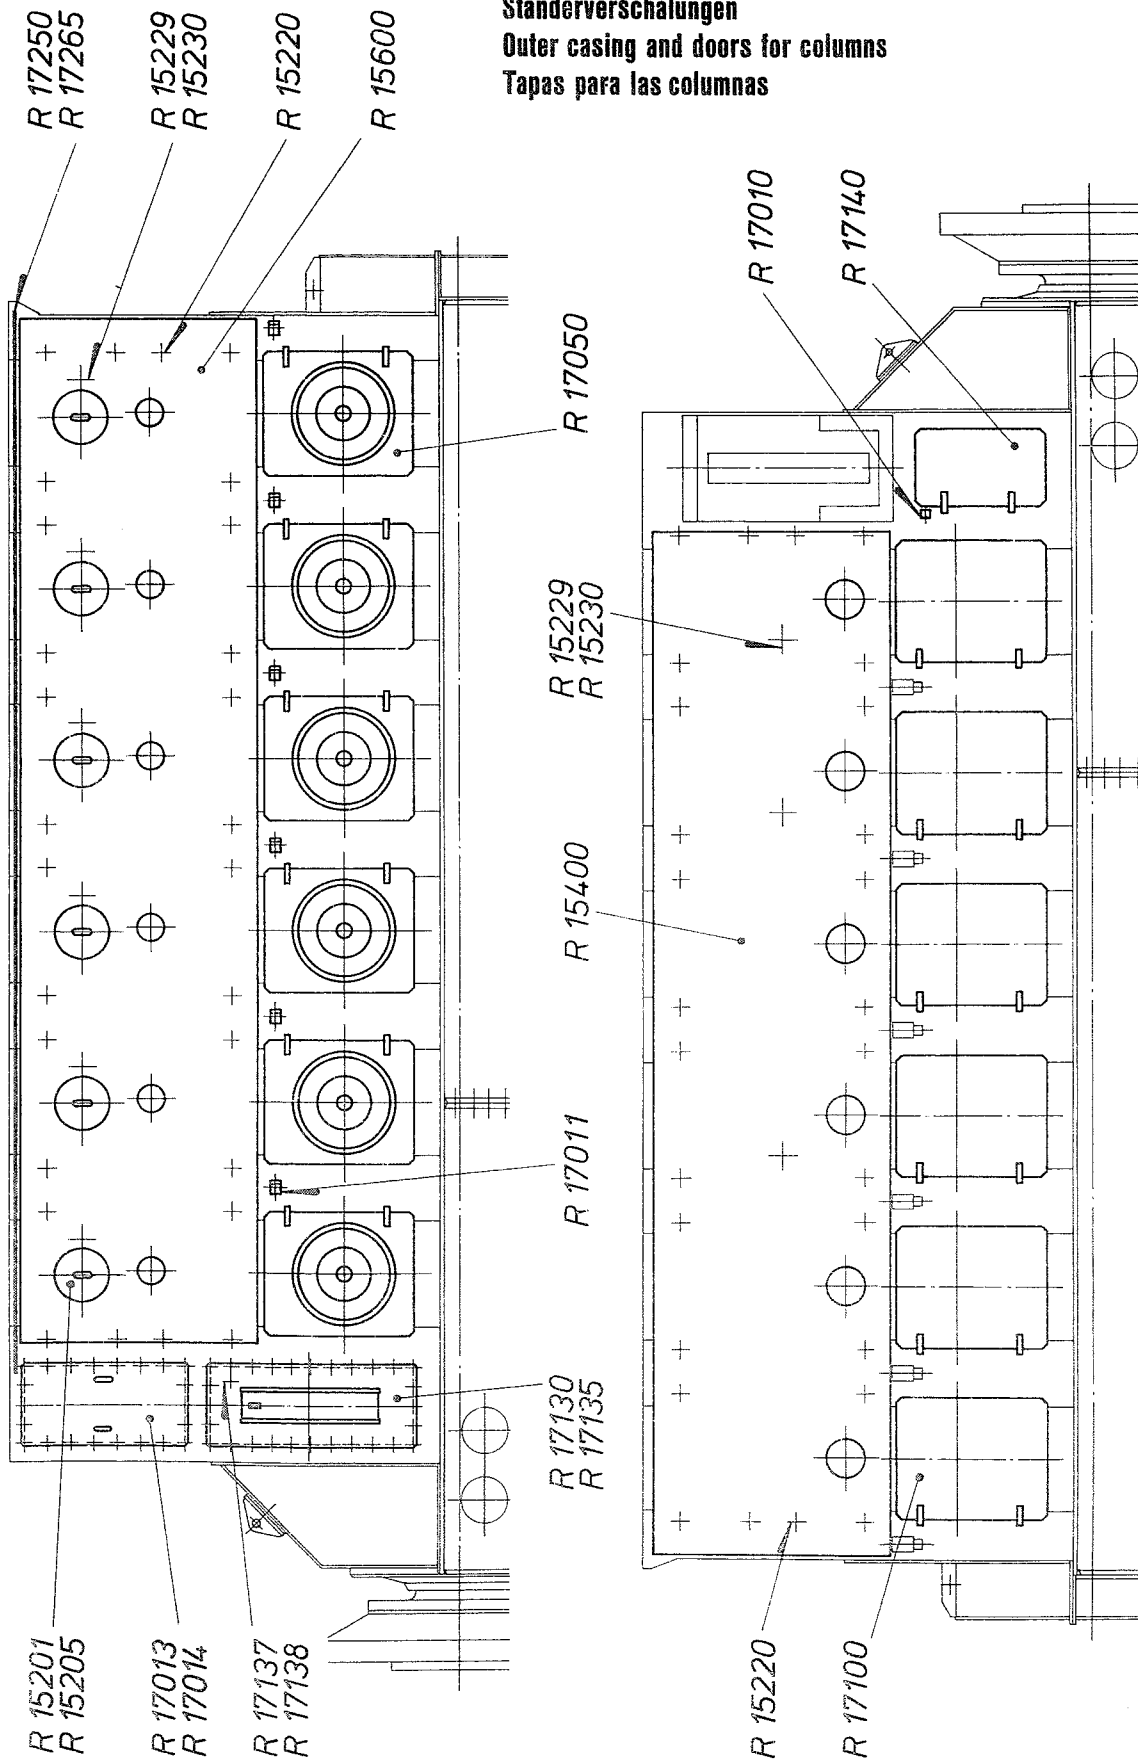 Ständerverschalungen
Outer casing and doors for columns
Tapas para las columnas
R 17250
R 17265
R 15229
R 15230
R 15220
R 15600
R 17050
R 17011
R 17130
R 17135
R 15201
R 15205
R 17013
R 17014
R 17137
R 17138
R 17010
R 17140
R 15229
R 15230
R 15400
R 15220
R 17100